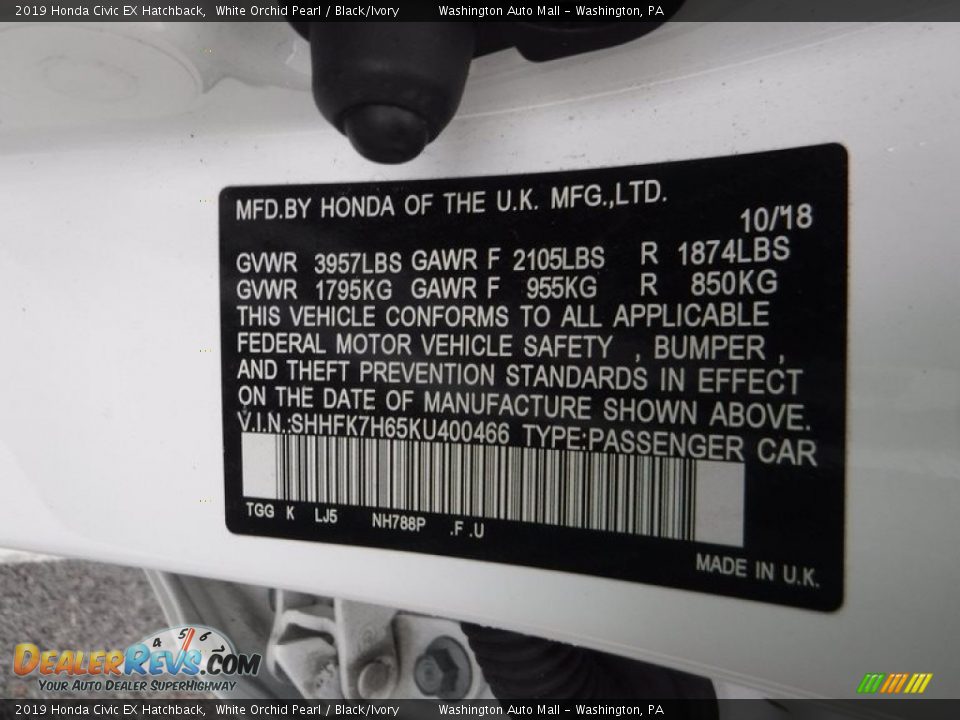 2019 Honda Civic EX Hatchback, White Orchid Pearl / Black/Ivory Washington Auto Mall - Washington, PA
MFD.BY HONDA OF THE U.K. MFG.,LTD.
10/'18
GVWR 3957LBS GAWR F 2105LBS R 1874LBS
GVWR 1795KG GAWR F 955KG R 850KG
THIS VEHICLE CONFORMS TO ALL APPLICABLE
FEDERAL MOTOR VEHICLE SAFETY , BUMPER ,
AND THEFT PREVENTION STANDARDS IN EFFECT
ON THE DATE OF MANUFACTURE SHOWN ABOVE.
V.I.N.:SHHFK7H65KU400466 TYPE:PASSENGER CAR
TGG K LJ5 NH788P .F .U
MADE IN U.K.
4 5 6
DEALERREVS.COM
YOUR AUTO DEALER SUPERHIGHWAY
2019 Honda Civic EX Hatchback, White Orchid Pearl / Black/Ivory Washington Auto Mall - Washington, PA